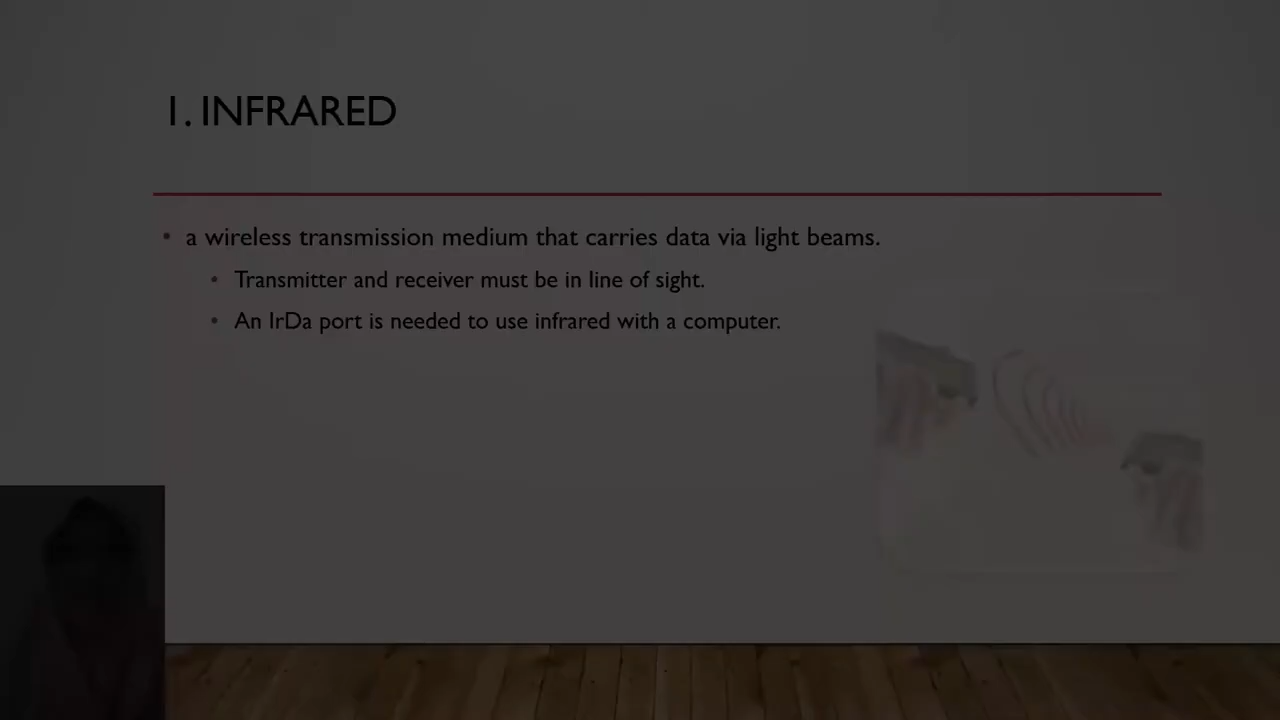 1. INFRARED
• a wireless transmission medium that carries data via light beams.
• Transmitter and receiver must be in line of sight.
• An IrDa port is needed to use infrared with a computer.